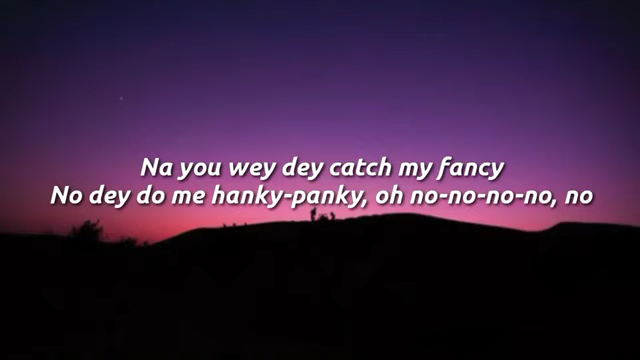 Na you wey dey catch my fancy
No dey do me hanky-panky, oh no-no-no-no, no